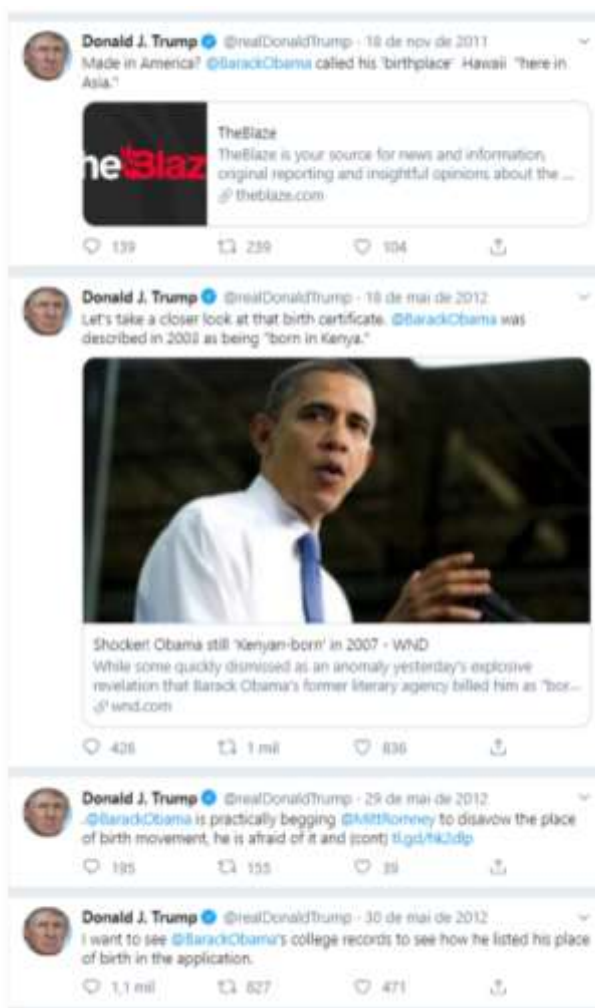 Donald J. Trump @realDonaldTrump · 18 de nov de 2011
Made in America? @BarackObama called his 'birthplace' Hawaii "here in
Asia."
heBlaz
TheBlaze
TheBlaze is your source for news and information,
original reporting and insightful opinions about the ...
theblaze.com
139 239 104
Donald J. Trump @realDonaldTrump · 18 de mai de 2012
Let's take a closer look at that birth certificate. @BarackObama was
described in 2003 as being "born in Kenya."
Shocker! Obama still 'Kenyan-born' in 2007 - WND
While some quickly dismissed as an anomaly yesterday's explosive
revelation that Barack Obama's former literary agency billed him as "bor...
wnd.com
426 1 mil 836
Donald J. Trump @realDonaldTrump · 29 de mai de 2012
.@BarackObama is practically begging @MittRomney to disavow the place
of birth movement, he is afraid of it and (cont)
195 155 39
Donald J. Trump @realDonaldTrump · 30 de mai de 2012
I want to see @BarackObama's college records to see how he listed his place
of birth in the application.
1,1 mil 827 471